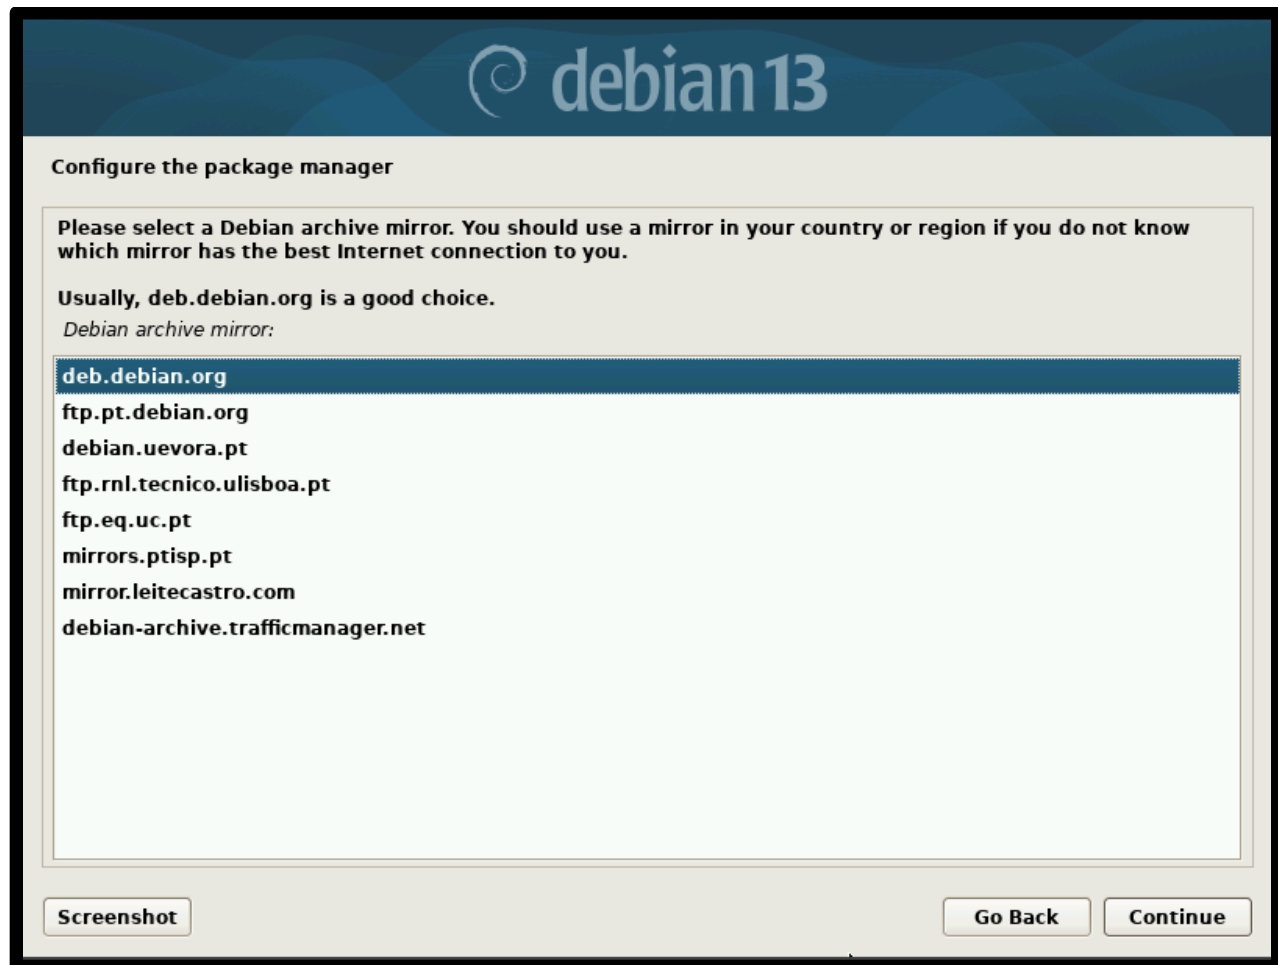 debian 13
Configure the package manager
Please select a Debian archive mirror. You should use a mirror in your country or region if you do not know
which mirror has the best Internet connection to you.
Usually, deb.debian.org is a good choice.
Debian archive mirror:
deb.debian.org
ftp.pt.debian.org
debian.uevora.pt
ftp.rnl.tecnico.ulisboa.pt
ftp.eq.uc.pt
mirrors.ptisp.pt
mirror.leitecastro.com
debian-archive.trafficmanager.net
Screenshot
Go Back
Continue